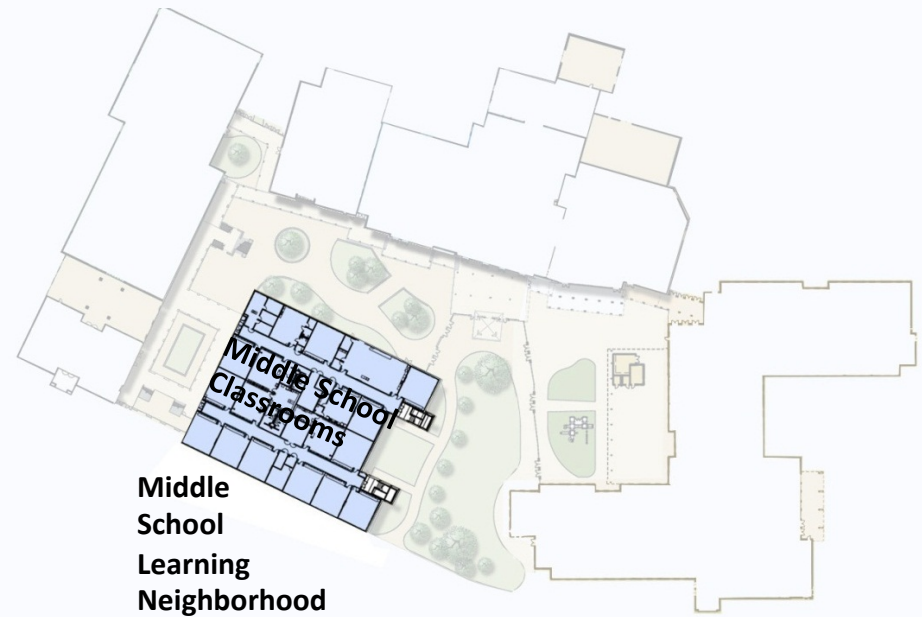 Middle School
Classrooms
Middle
School
Learning
Neighborhood